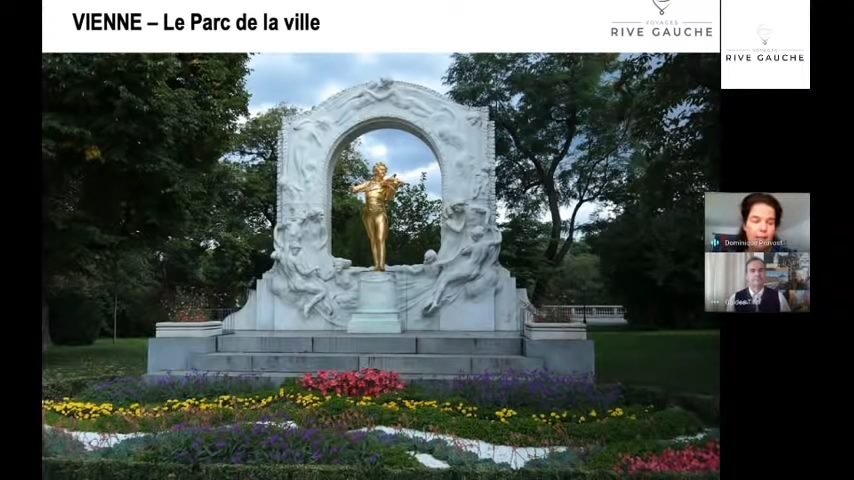 VIENNE – Le Parc de la ville
VOYAGES
RIVE GAUCHE
VOYAGES
RIVE GAUCHE
Dominique Prévost